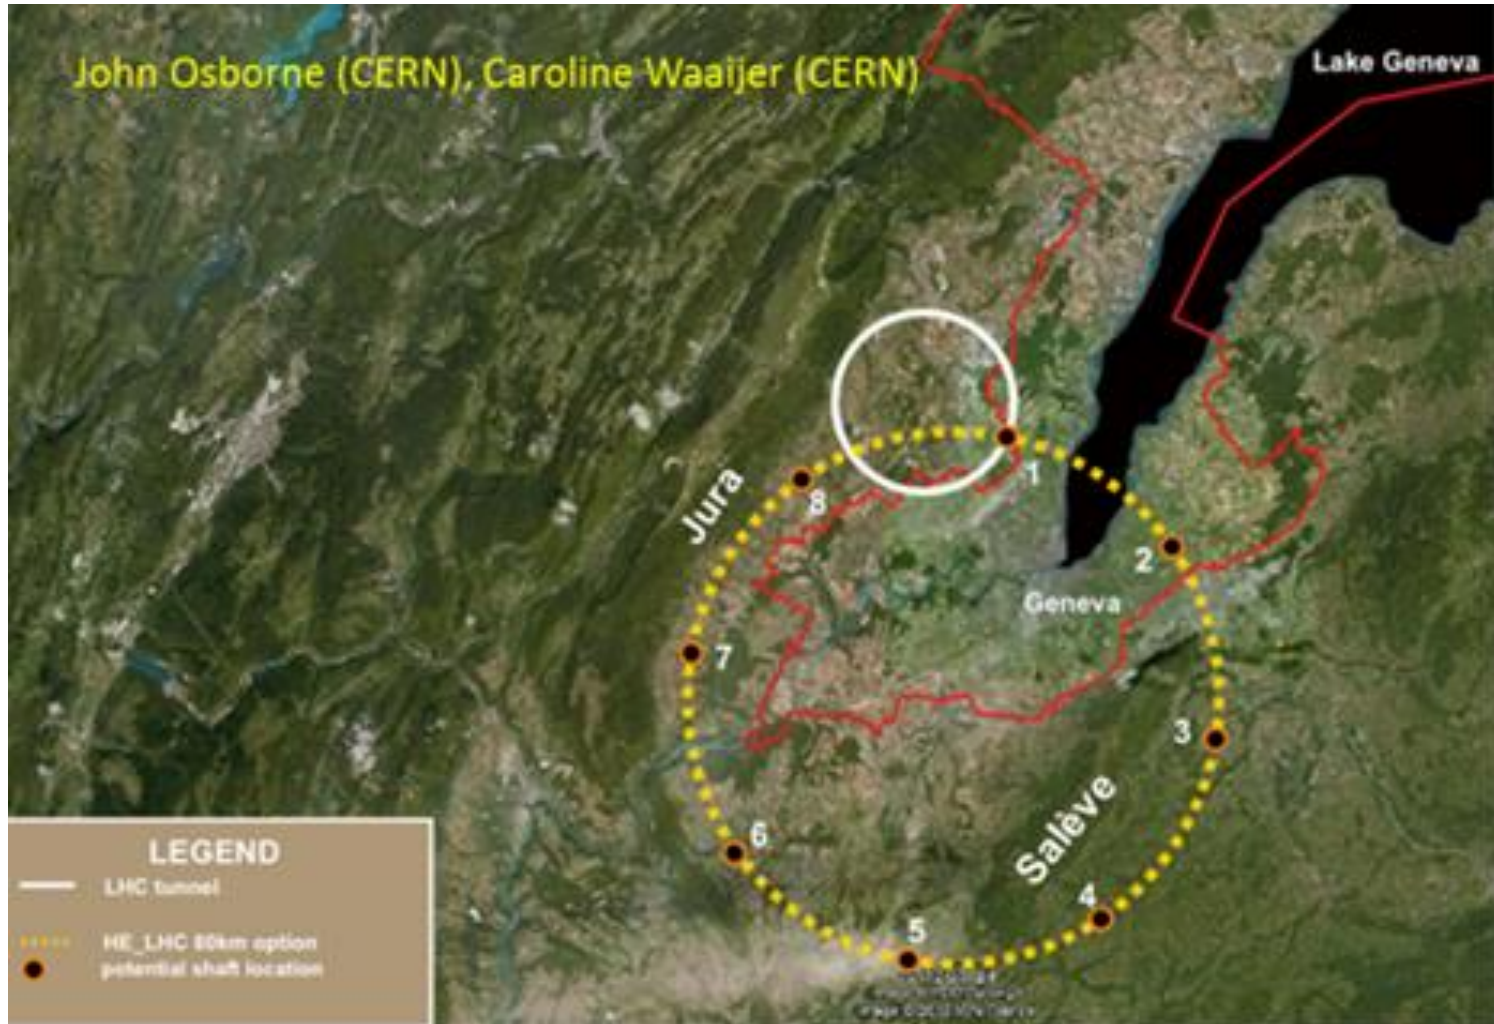 John Osborne (CERN), Caroline Waaijer (CERN)
Lake Geneva
Jura
8
1
2
Geneva
7
3
Salève
6
4
5
LEGEND
LHC tunnel
HE_LHC 80km option
potential shaft location